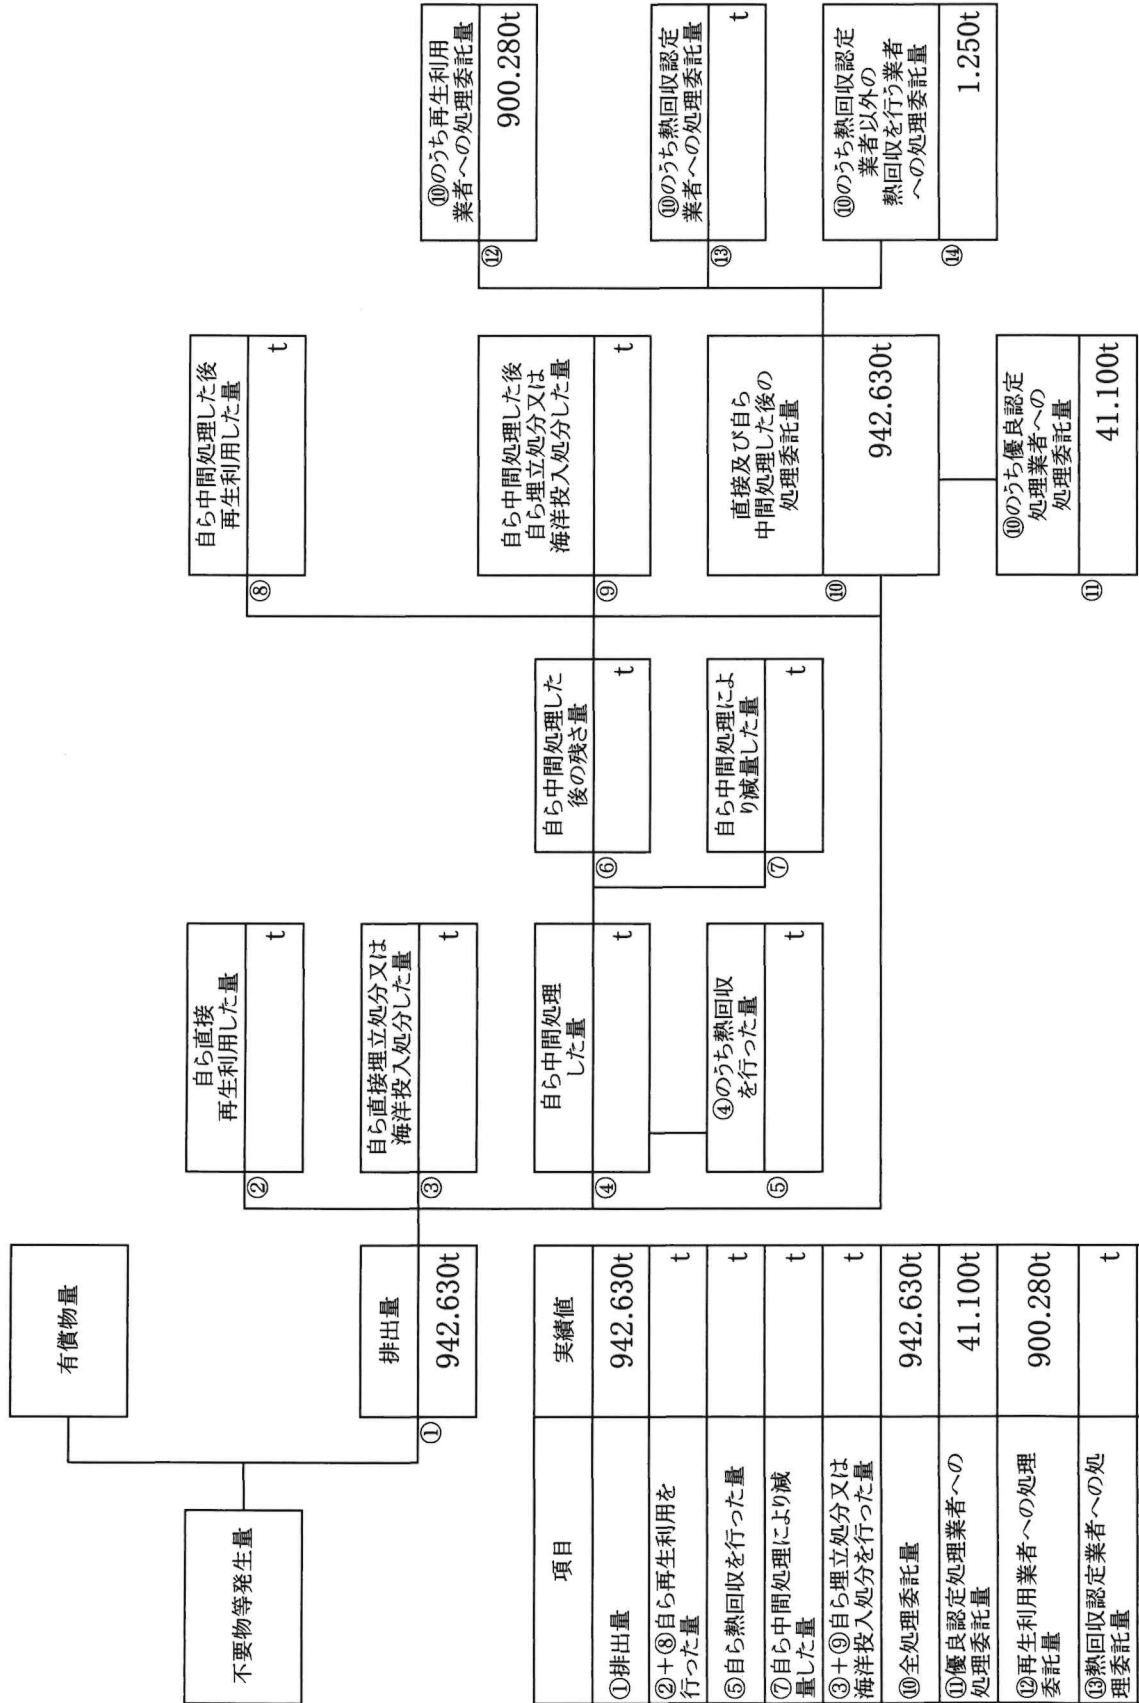 有償物量
不要物等発生量
排出量
①
942.630t
自ら直接
再生利用した量
②
t
自ら直接埋立処分又は
海洋投入処分した量
③
t
自ら中間処理
した量
④
t
④のうち熱回収
を行った量
⑤
t
自ら中間処理した
後の残さ量
⑥
t
自ら中間処理によ
り減量した量
⑦
t
自ら中間処理した後
再生利用した量
⑧
t
自ら中間処理した後
自ら埋立処分又は
海洋投入処分した量
⑨
t
直接及び自ら
中間処理した後の
処理委託量
⑩
942.630t
⑩のうち優良認定
処理業者への
処理委託量
⑪
41.100t
⑩のうち再生利用
業者への処理委託量
⑫
900.280t
⑩のうち熱回収認定
業者への処理委託量
⑬
t
⑩のうち熱回収認定
業者以外の
熱回収を行う業者
への処理委託量
⑭
1.250t
項目
実績値
①排出量
942.630t
②+⑧自ら再生利用を
行った量
t
⑤自ら熱回収を行った量
t
⑦自ら中間処理により減
量した量
t
③+⑨自ら埋立処分又は
海洋投入処分を行った量
t
⑩全処理委託量
942.630t
⑪優良認定処理業者への
処理委託量
41.100t
⑫再生利用業者への処理
委託量
900.280t
⑬熱回収認定業者への処
理委託量
t